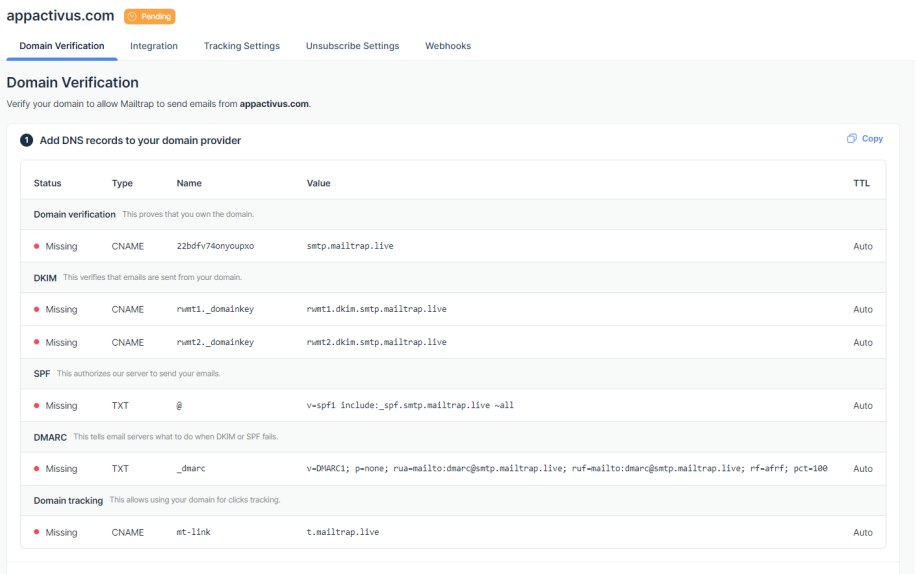 appactivus.com Pending
Domain Verification Integration Tracking Settings Unsubscribe Settings Webhooks
Domain Verification
Verify your domain to allow Mailtrap to send emails from appactivus.com.
1 Add DNS records to your domain provider Copy
Status Type Name Value TTL
Domain verification This proves that you own the domain.
Missing CNAME 22bdfv74onyoupxo smtp.mailtrap.live Auto
DKIM This verifies that emails are sent from your domain.
Missing CNAME rwmt1._domainkey rwmt1.dkim.smtp.mailtrap.live Auto
Missing CNAME rwmt2._domainkey rwmt2.dkim.smtp.mailtrap.live Auto
SPF This authorizes our server to send your emails.
Missing TXT @ v=spf1 include:_spf.smtp.mailtrap.live ~all Auto
DMARC This tells email servers what to do when DKIM or SPF fails.
Missing TXT _dmarc v=DMARC1; p=none; rua=mailto:dmarc@smtp.mailtrap.live; ruf=mailto:dmarc@smtp.mailtrap.live; rf=afrf; pct=100 Auto
Domain tracking This allows using your domain for clicks tracking.
Missing CNAME mt-link t.mailtrap.live Auto